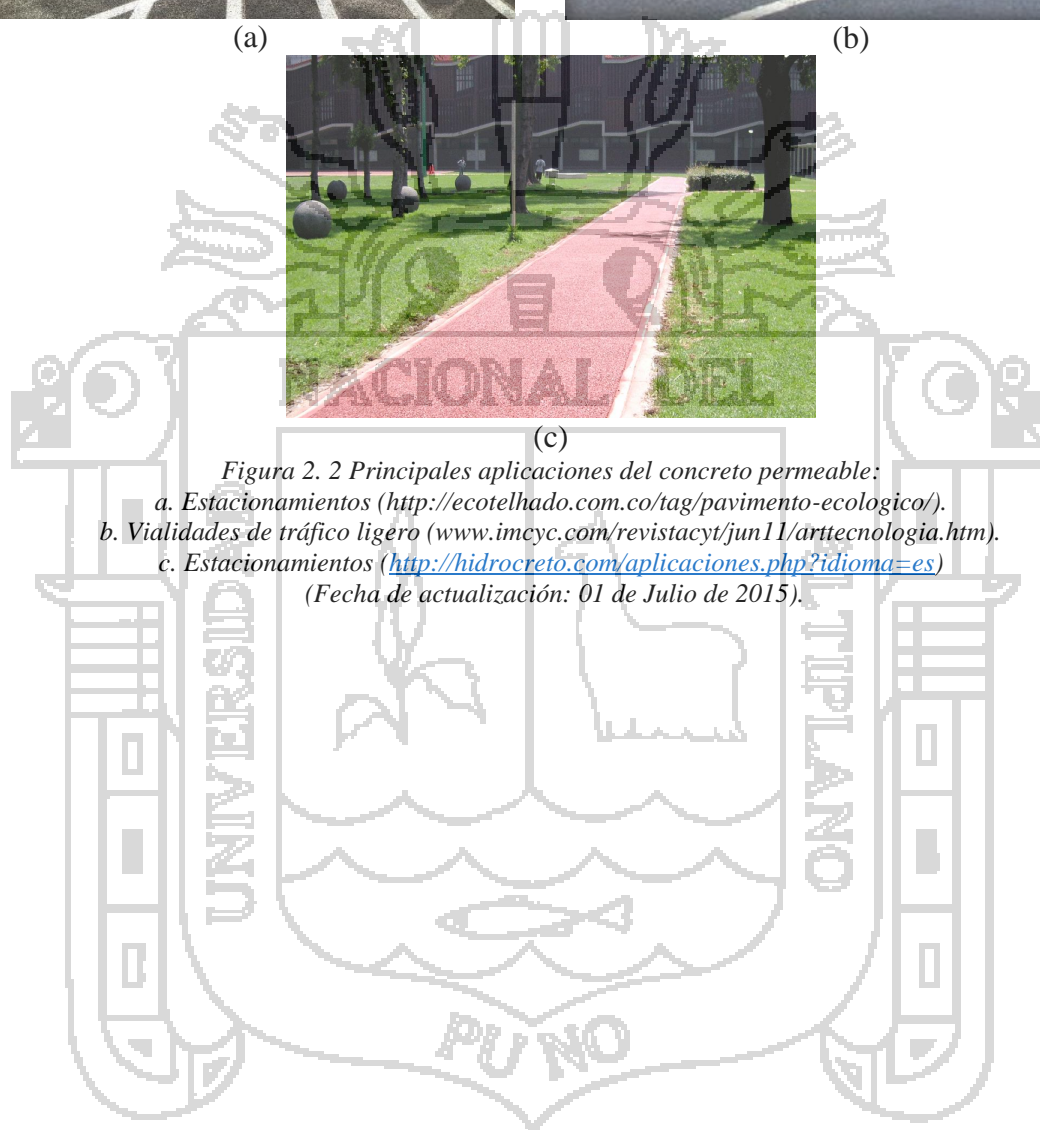 (a)
(b)
(c)
Figura 2. 2 Principales aplicaciones del concreto permeable:
a. Estacionamientos (http://ecotelhado.com.co/tag/pavimento-ecologico/).
b. Vialidades de tráfico ligero (www.imcyc.com/revistacyt/jun11/arttecnologia.htm).
c. Estacionamientos (http://hidrocreto.com/aplicaciones.php?idioma=es)
(Fecha de actualización: 01 de Julio de 2015).
NACIONAL DEL
UNIVERSIDAD
ALTIPLANO
PUNO